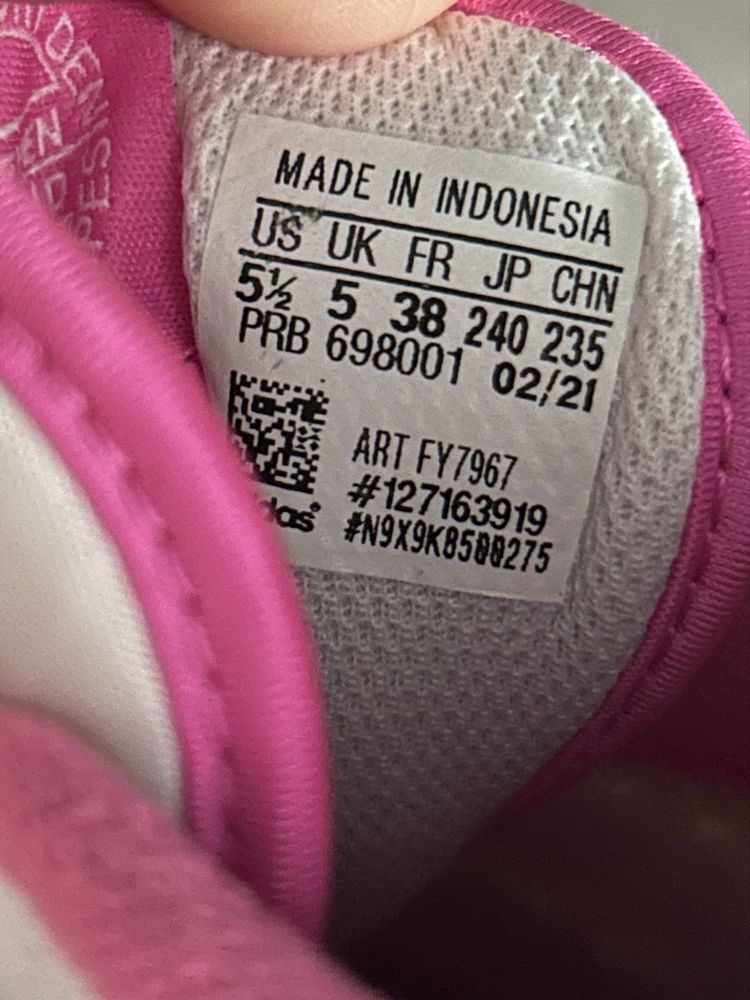 MADE IN INDONESIA
US UK FR JP CHN
5½ 5 38 240 235
PRB 698001 02/21
ART FY7967
#127163919
#N9X9K8500275